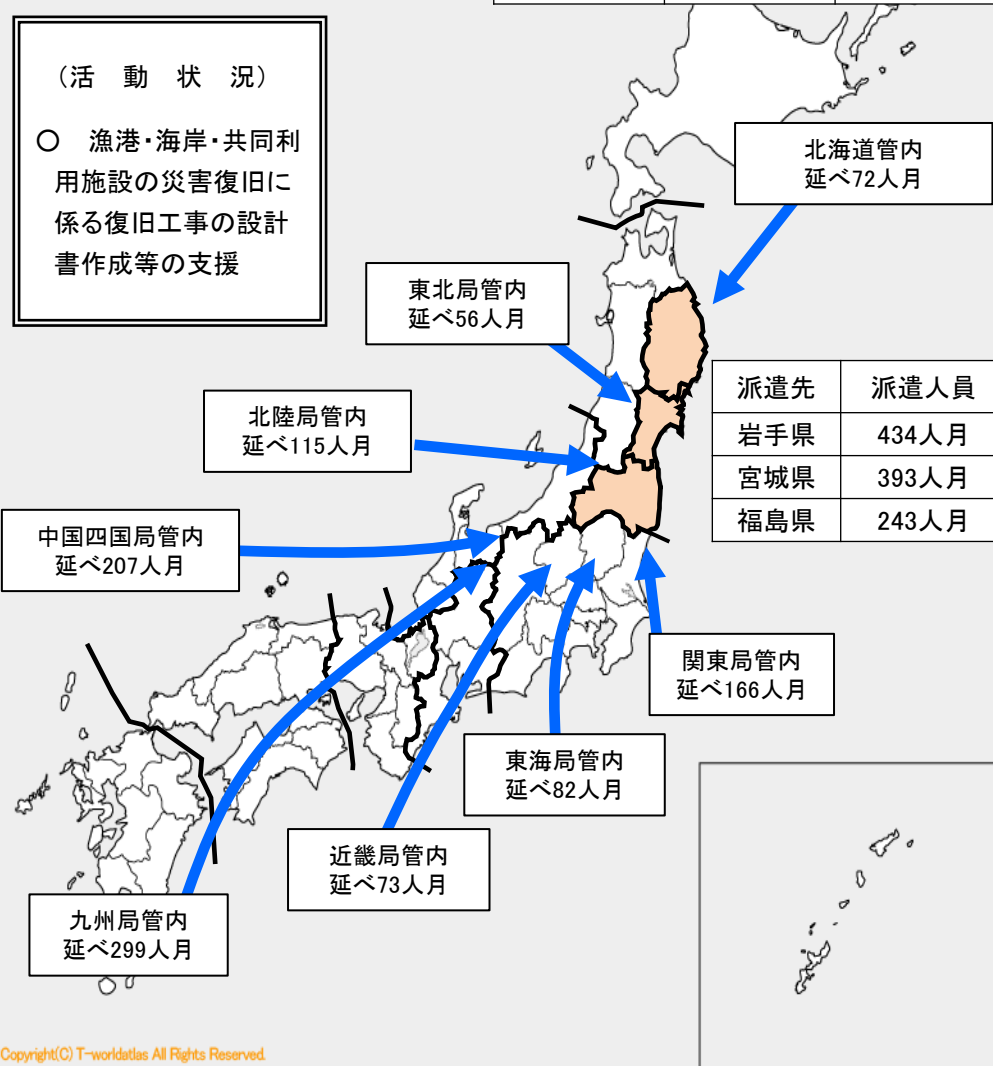 (活 動 状 況)
○ 漁港・海岸・共同利
用施設の災害復旧に
係る復旧工事の設計
書作成等の支援
北海道管内
延べ72人月
東北局管内
延べ56人月
北陸局管内
延べ115人月
派遣先 派遣人員
岩手県 434人月
宮城県 393人月
福島県 243人月
中国四国局管内
延べ207人月
関東局管内
延べ166人月
東海局管内
延べ82人月
近畿局管内
延べ73人月
九州局管内
延べ299人月
Copyright(C) T-worldatlas All Rights Reserved.